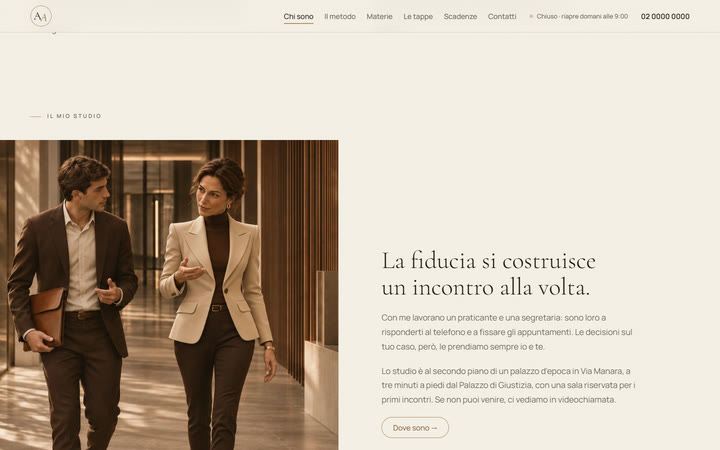 AA
Chi sono
Il metodo
Materie
Le tappe
Scadenze
Contatti
Chiuso · riapre domani alle 9:00
02 0000 0000
IL MIO STUDIO
La fiducia si costruisce
un incontro alla volta.
Con me lavorano un praticante e una segretaria: sono loro a
risponderti al telefono e a fissare gli appuntamenti. Le decisioni sul
tuo caso, però, le prendiamo sempre io e te.
Lo studio è al secondo piano di un palazzo d'epoca in Via Manara, a
tre minuti a piedi dal Palazzo di Giustizia, con una sala riservata per i
primi incontri. Se non puoi venire, ci vediamo in videochiamata.
Dove sono →